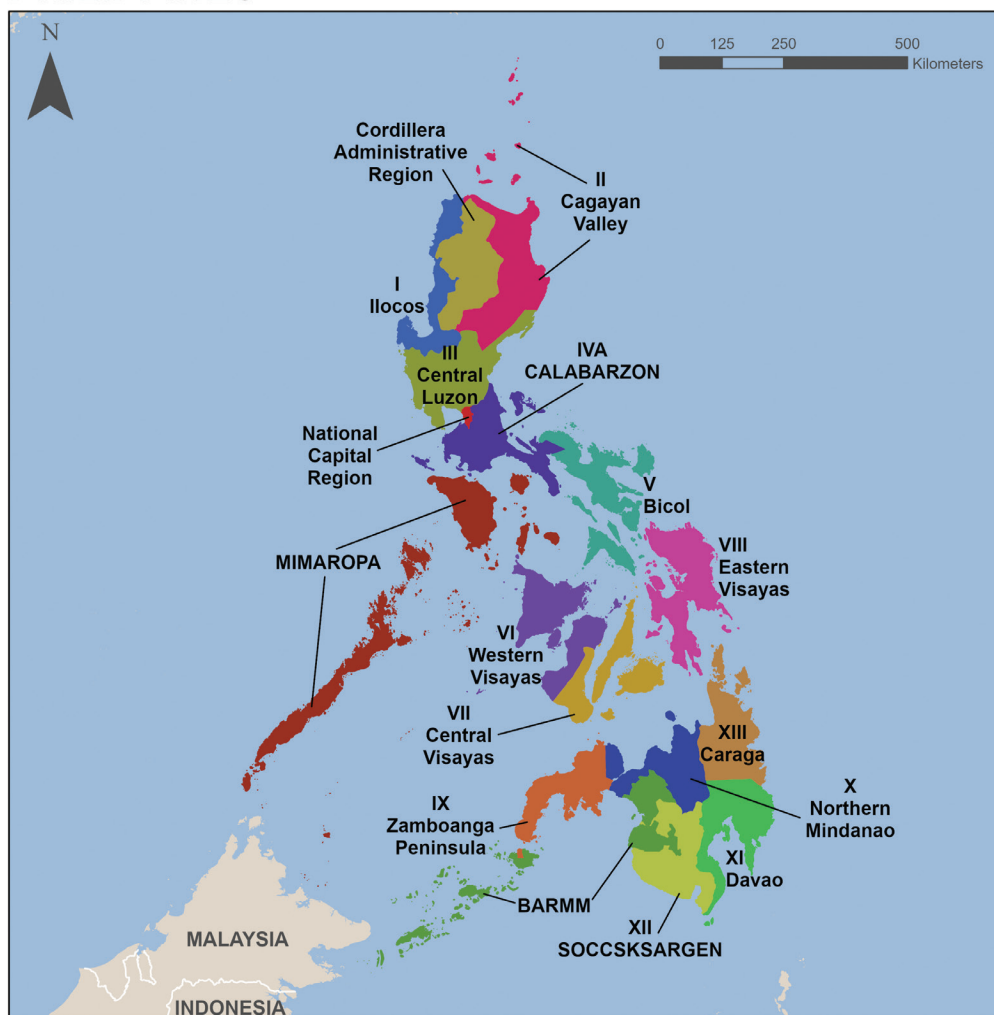 N
0 125 250 500
Kilometers
Cordillera
Administrative
Region
II
Cagayan
Valley
I
Ilocos
III
Central
Luzon
IVA
CALABARZON
National
Capital
Region
V
Bicol
MIMAROPA
VIII
Eastern
Visayas
VI
Western
Visayas
VII
Central
Visayas
XIII
Caraga
X
Northern
Mindanao
IX
Zamboanga
Peninsula
XI
Davao
BARMM
XII
SOCCSKSARGEN
MALAYSIA
INDONESIA